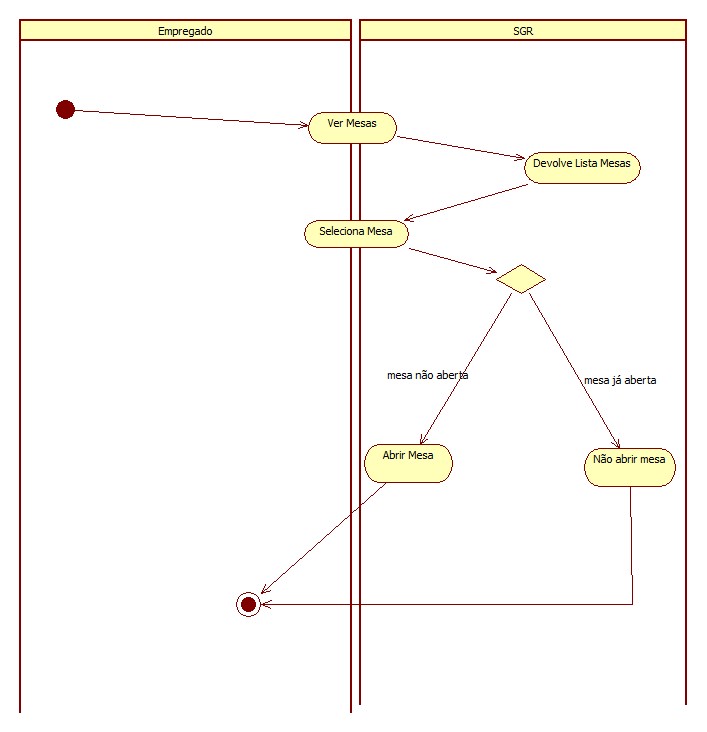 Empregado
SGR
Ver Mesas
Devolve Lista Mesas
Seleciona Mesa
mesa não aberta
mesa já aberta
Abrir Mesa
Não abrir mesa